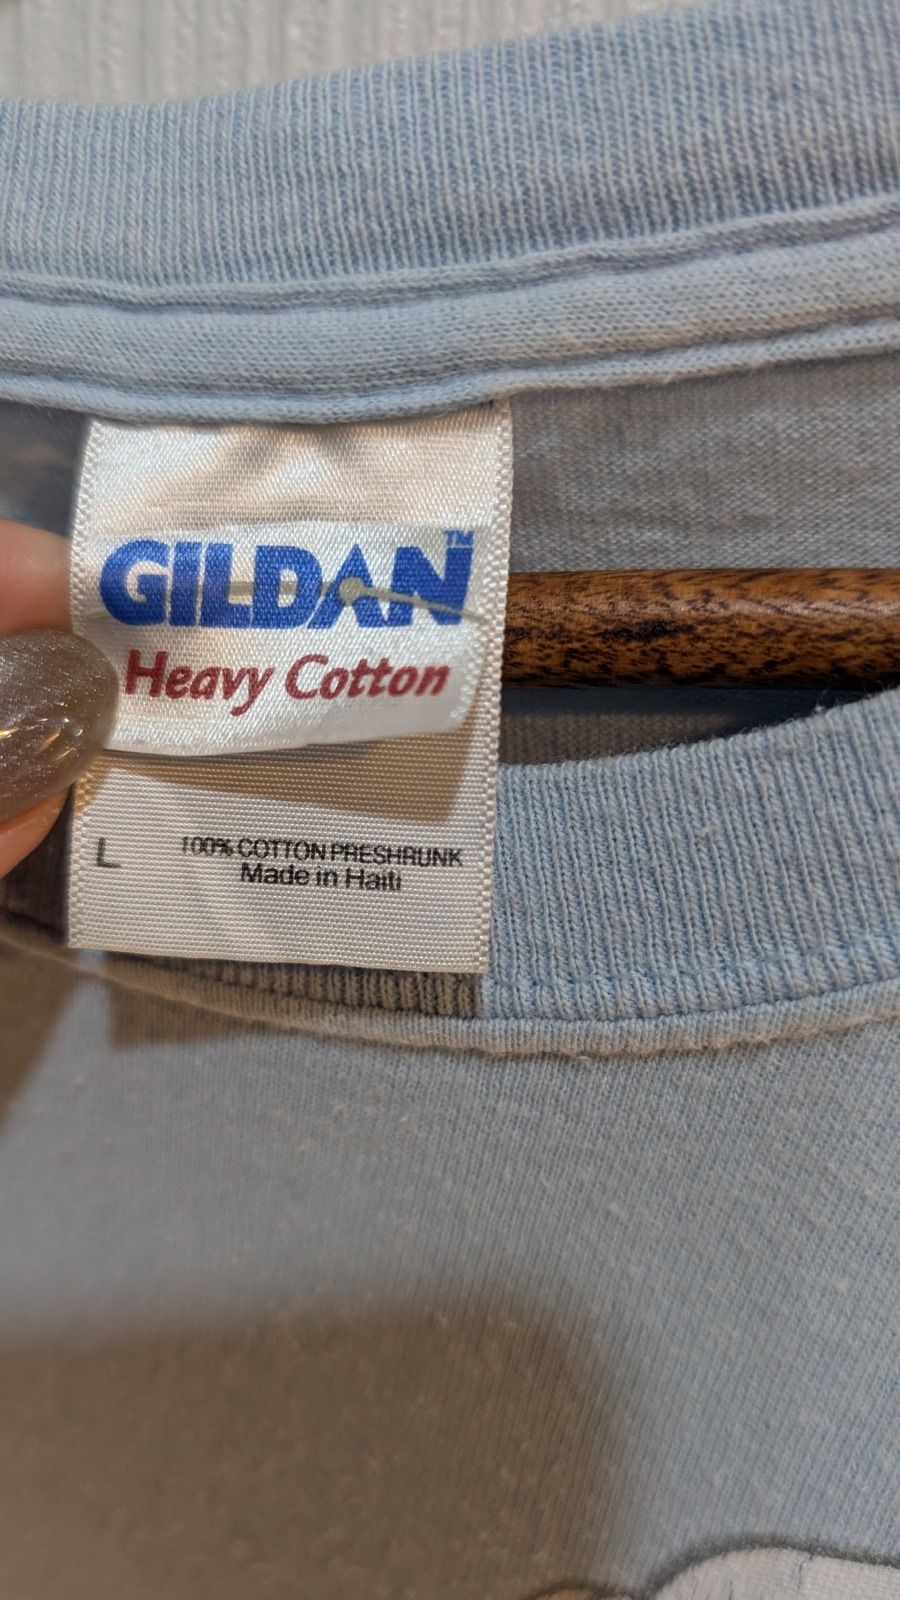 GILDAN™
Heavy Cotton
L 100% COTTON PRESHRUNK
Made in Haiti